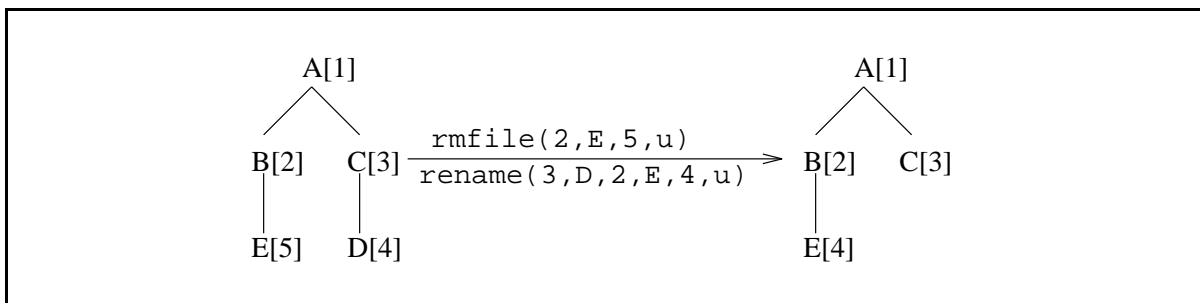 A[1] A[1]
rmfile(2,E,5,u)
B[2] C[3] B[2] C[3]
rename(3,D,2,E,4,u)
E[5] D[4] E[4]